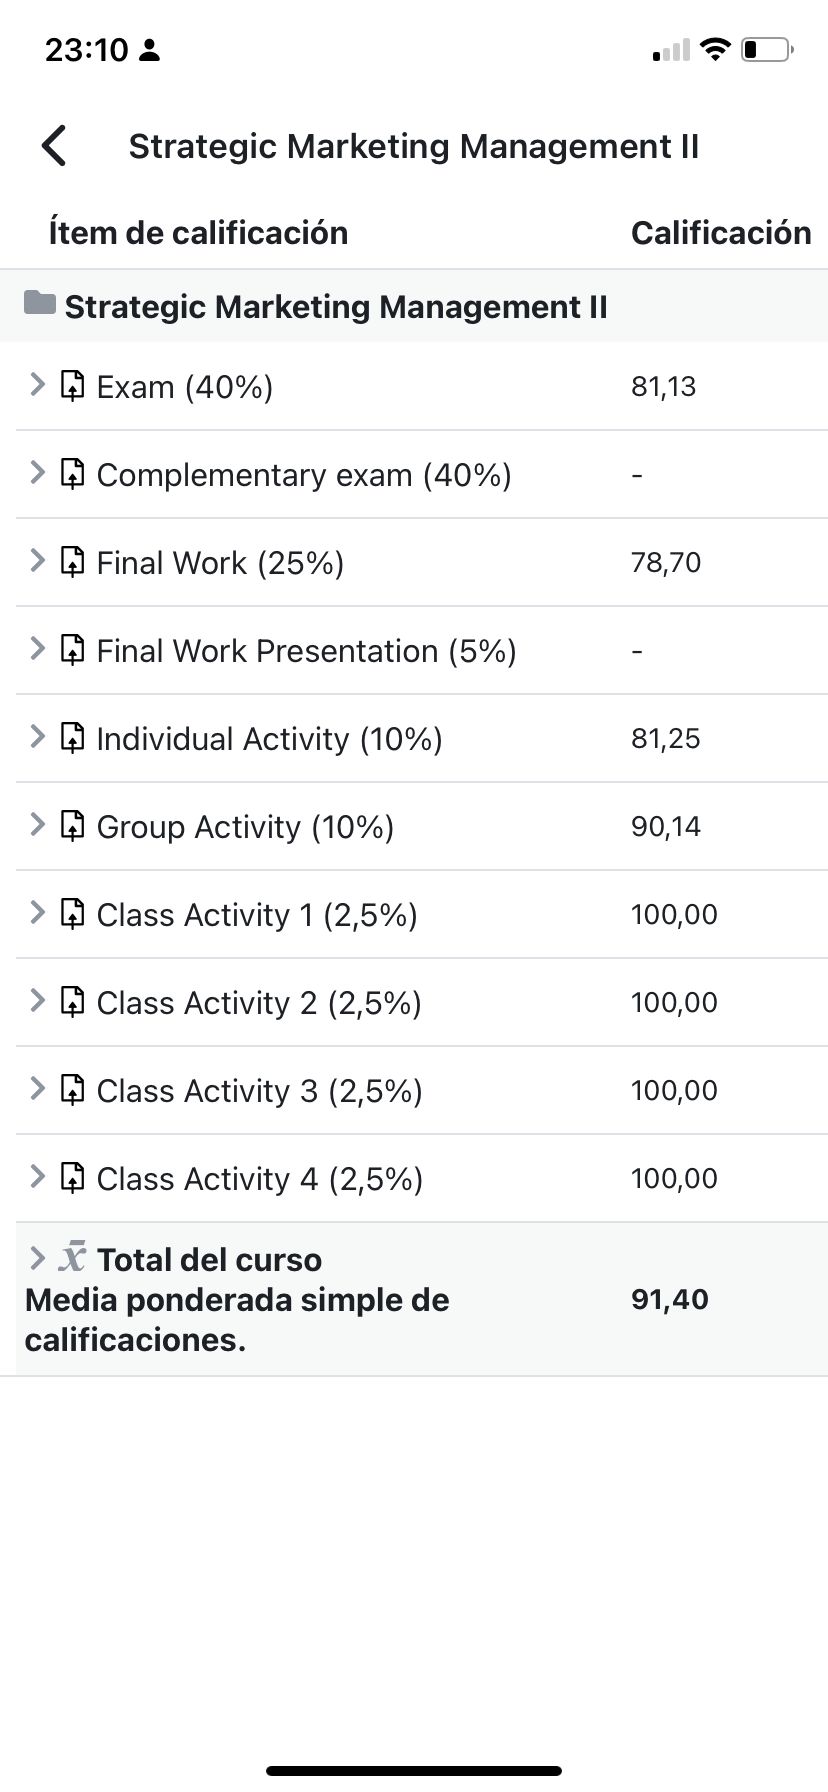 23:10
Strategic Marketing Management II
Ítem de calificación Calificación
Strategic Marketing Management II
Exam (40%) 81,13
Complementary exam (40%) -
Final Work (25%) 78,70
Final Work Presentation (5%) -
Individual Activity (10%) 81,25
Group Activity (10%) 90,14
Class Activity 1 (2,5%) 100,00
Class Activity 2 (2,5%) 100,00
Class Activity 3 (2,5%) 100,00
Class Activity 4 (2,5%) 100,00
x̄ Total del curso
Media ponderada simple de 91,40
calificaciones.